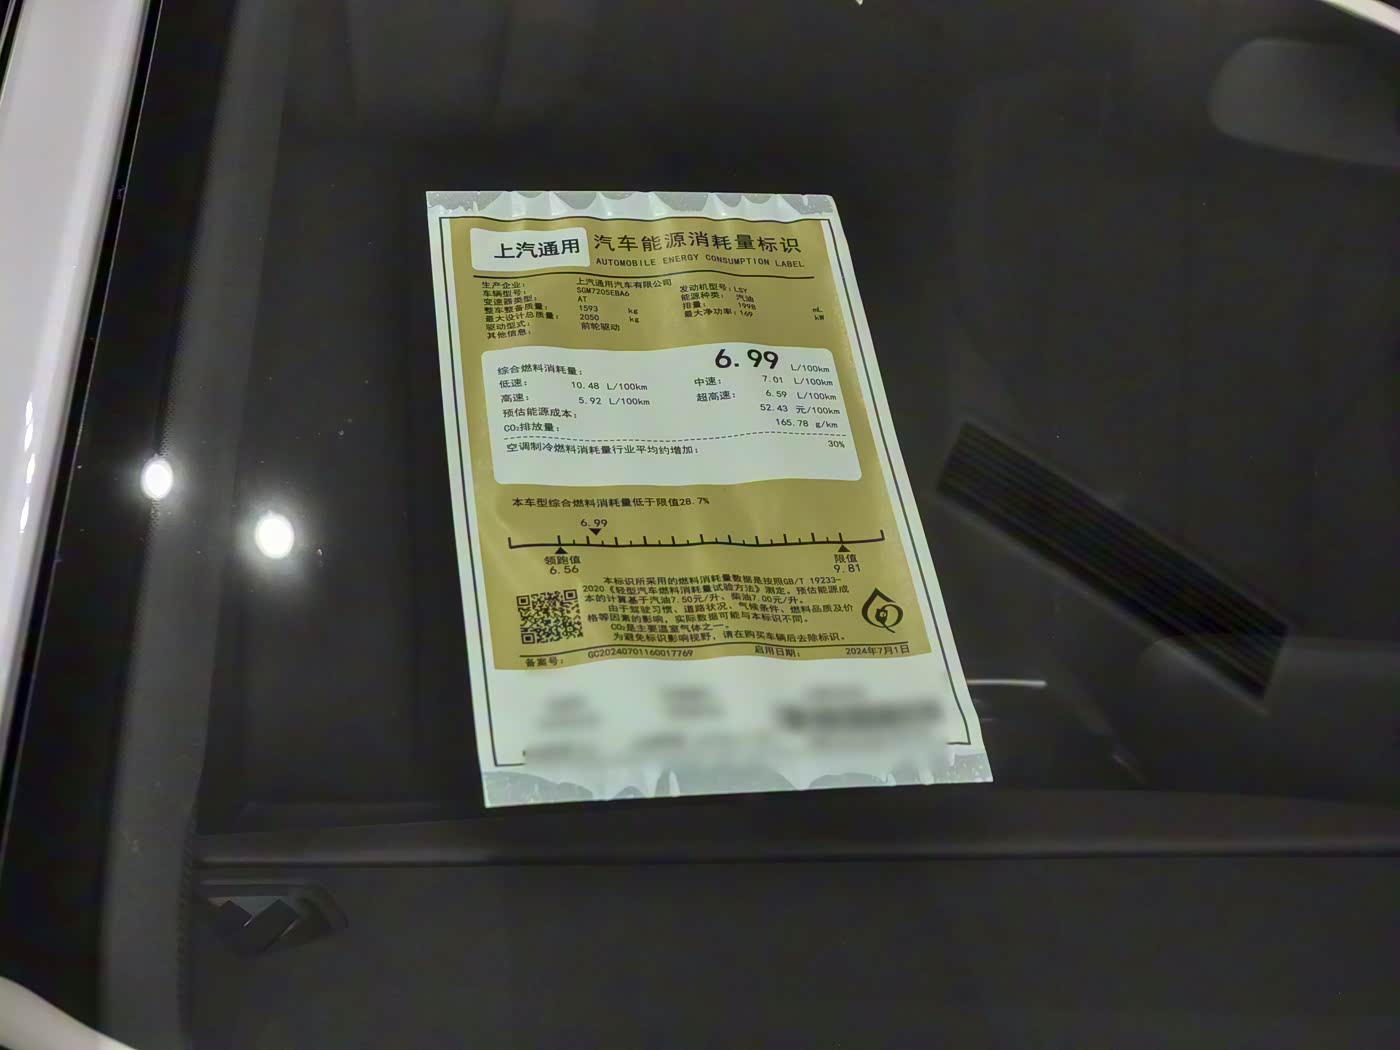 上汽通用 汽车能源消耗量标识
AUTOMOBILE ENERGY CONSUMPTION LABEL
生产企业: 上汽通用汽车有限公司
车辆型号: SGM7205EBA6 发动机型号: LSY
变速器类型: AT 能源种类: 汽油
整车整备质量: 1593 kg 排量: 1998 mL
最大设计总质量: 2050 kg 最大净功率: 169 kW
驱动型式: 前轮驱动
其他信息:
综合燃料消耗量: 6.99 L/100km
低速: 10.48 L/100km 中速: 7.01 L/100km
高速: 5.92 L/100km 超高速: 6.59 L/100km
预估能源成本: 52.43 元/100km
CO₂排放量: 165.78 g/km
空调制冷燃料消耗量行业平均约增加: 30%
本车型综合燃料消耗量低于限值28.7%
6.99
领跑值 限值
6.56 9.81
本标识所采用的燃料消耗量数据是按照GB/T 19233-
2020《轻型汽车燃料消耗量试验方法》测定。预估能源成
本的计算基于汽油7.50元/升、柴油7.00元/升。
由于驾驶习惯、道路状况、气候条件、燃料品质及价
格等因素的影响，实际数据可能与本标识不同。
CO₂是主要温室气体之一。
为避免标识影响视野，请在购买车辆后去除标识。
备案号: GC20240701160017769 启用日期: 2024年7月1日